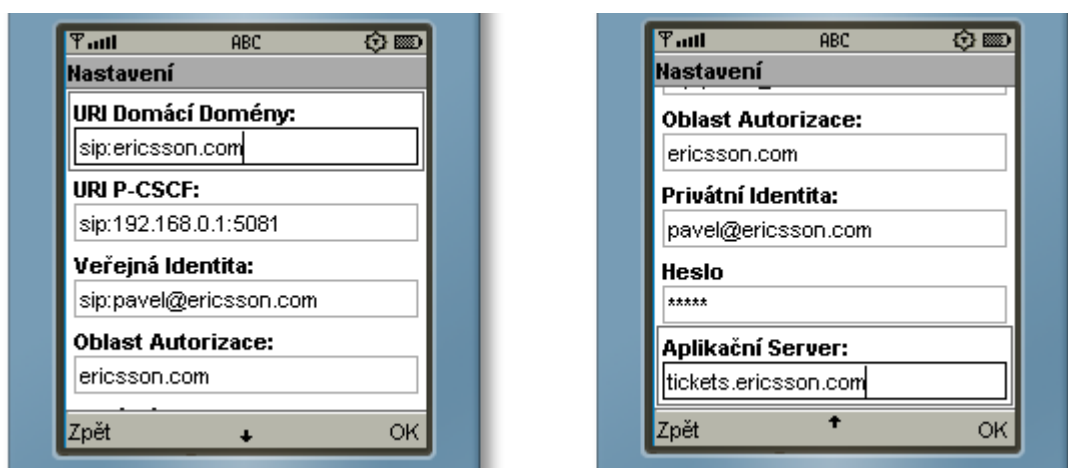 ABC
Nastavení
URI Domácí Domény:
sip:ericsson.com
URI P-CSCF:
sip:192.168.0.1:5081
Veřejná Identita:
sip:pavel@ericsson.com
Oblast Autorizace:
ericsson.com
Zpět
OK
ABC
Nastavení
Oblast Autorizace:
ericsson.com
Privátní Identita:
pavel@ericsson.com
Heslo
*****
Aplikační Server:
tickets.ericsson.com
Zpět
OK